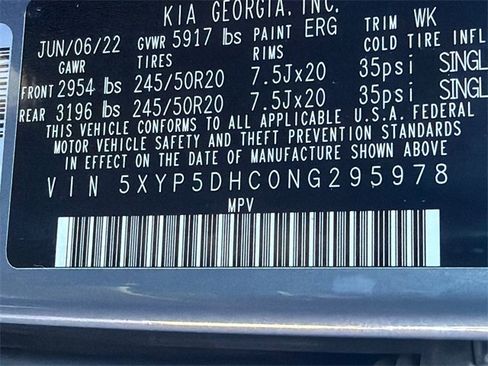 KIA GEORGIA, INC.
JUN/06/22 GVWR 5917 lbs PAINT ERG TRIM WK
GAWR TIRES RIMS COLD TIRE INFL
FRONT 2954 lbs 245/50R20 7.5Jx20 35psi SINGL
REAR 3196 lbs 245/50R20 7.5Jx20 35psi SINGL
THIS VEHICLE CONFORMS TO ALL APPLICABLE U.S.A. FEDERAL
MOTOR VEHICLE SAFETY AND THEFT PREVENTION STANDARDS
IN EFFECT ON THE DATE OF MANUFACTURE SHOWN ABOVE
VIN 5XYP5DHC0NG295978
MPV